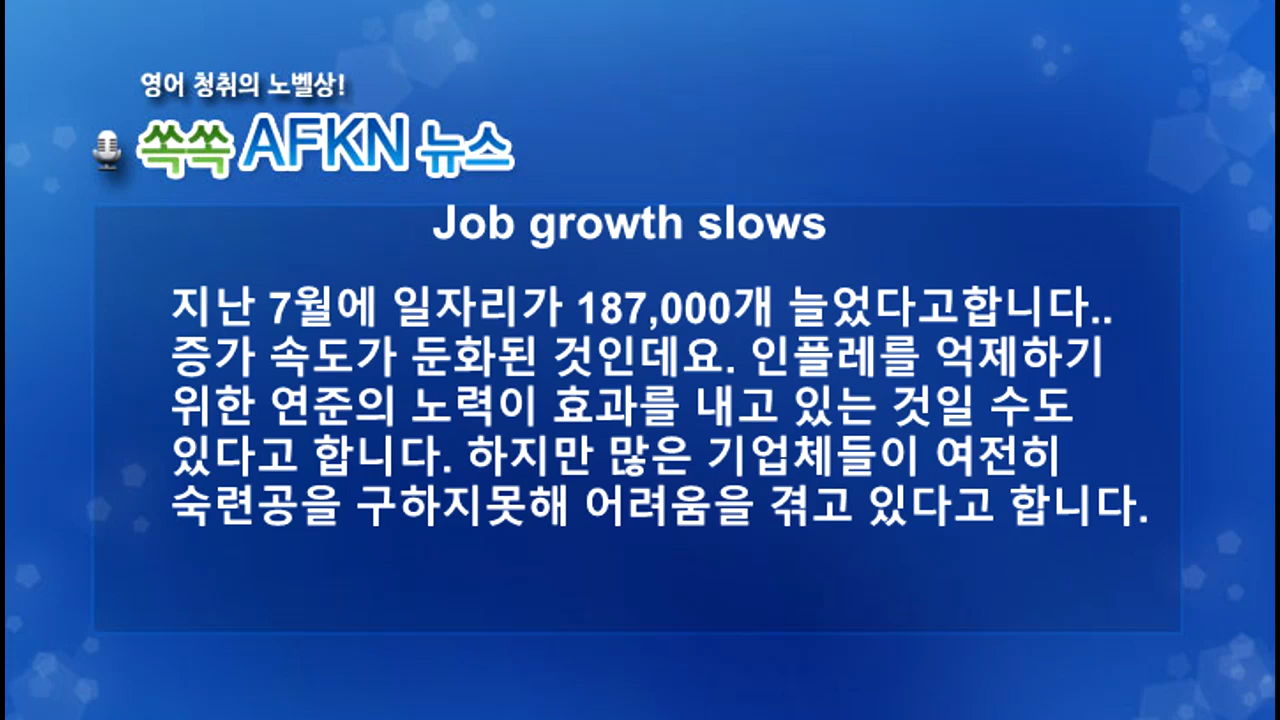 영어 청취의 노벨상!
쏙쏙 AFKN 뉴스
Job growth slows
지난 7월에 일자리가 187,000개 늘었다고합니다..
증가 속도가 둔화된 것인데요. 인플레를 억제하기
위한 연준의 노력이 효과를 내고 있는 것일 수도
있다고 합니다. 하지만 많은 기업체들이 여전히
숙련공을 구하지못해 어려움을 겪고 있다고 합니다.